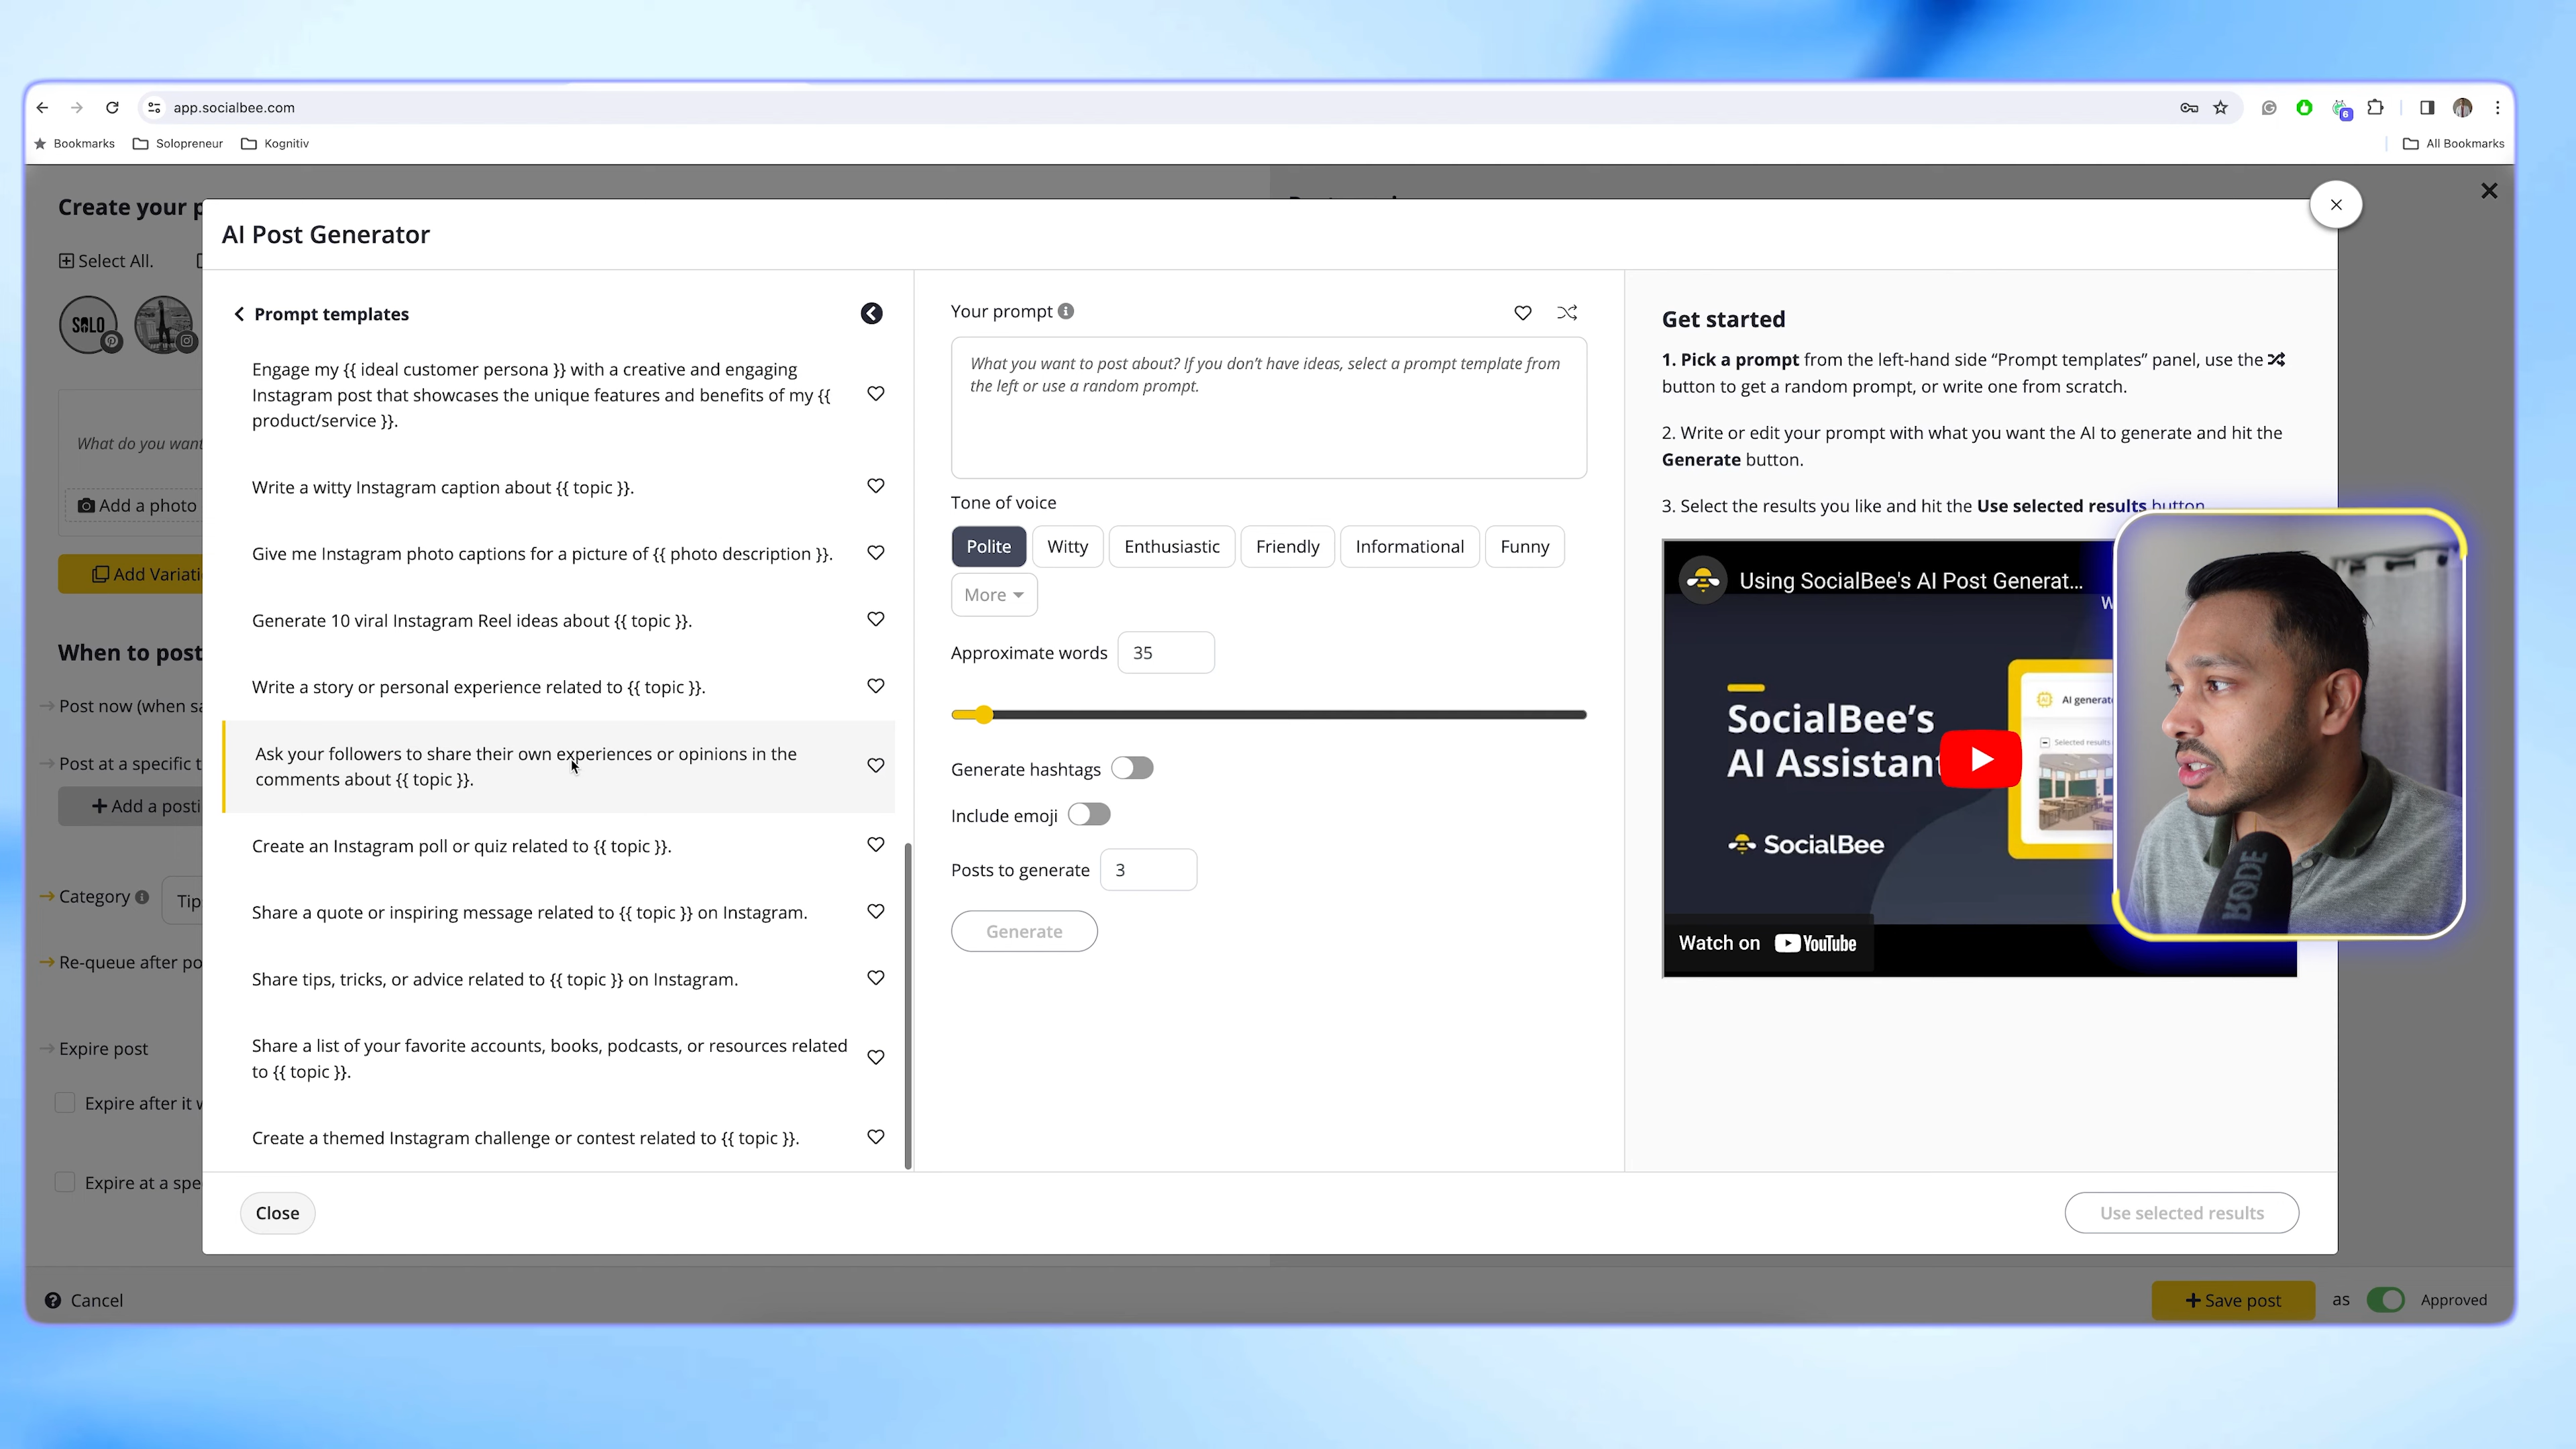 app.socialbee.com
6
Bookmarks
Solopreneur
Kognitiv
All Bookmarks
Create your p
Select All.
SOLO
What do you want
Add a photo
Add Variati
When to post
Post now (when sa
Post at a specific t
Add a posti
Category
Tip
Re-queue after po
Expire post
Expire after it w
Expire at a spe
Cancel
AI Post Generator
Prompt templates
Engage my {{ ideal customer persona }} with a creative and engaging
Instagram post that showcases the unique features and benefits of my {{
product/service }}.
Write a witty Instagram caption about {{ topic }}.
Give me Instagram photo captions for a picture of {{ photo description }}.
Generate 10 viral Instagram Reel ideas about {{ topic }}.
Write a story or personal experience related to {{ topic }}.
Ask your followers to share their own experiences or opinions in the
comments about {{ topic }}.
Create an Instagram poll or quiz related to {{ topic }}.
Share a quote or inspiring message related to {{ topic }} on Instagram.
Share tips, tricks, or advice related to {{ topic }} on Instagram.
Share a list of your favorite accounts, books, podcasts, or resources related
to {{ topic }}.
Create a themed Instagram challenge or contest related to {{ topic }}.
Close
Your prompt
What you want to post about? If you don't have ideas, select a prompt template from
the left or use a random prompt.
Tone of voice
Polite
Witty
Enthusiastic
Friendly
Informational
Funny
More
Approximate words
35
Generate hashtags
Include emoji
Posts to generate
3
Generate
Get started
1. Pick a prompt from the left-hand side “Prompt templates” panel, use the
button to get a random prompt, or write one from scratch.
2. Write or edit your prompt with what you want the AI to generate and hit the
Generate button.
3. Select the results you like and hit the Use selected results button
Using SocialBee's AI Post Generat...
W
SocialBee's
AI Assistant
AI generat
Selected results
SocialBee
Watch on YouTube
RØDE
Use selected results
Save post
as
Approved